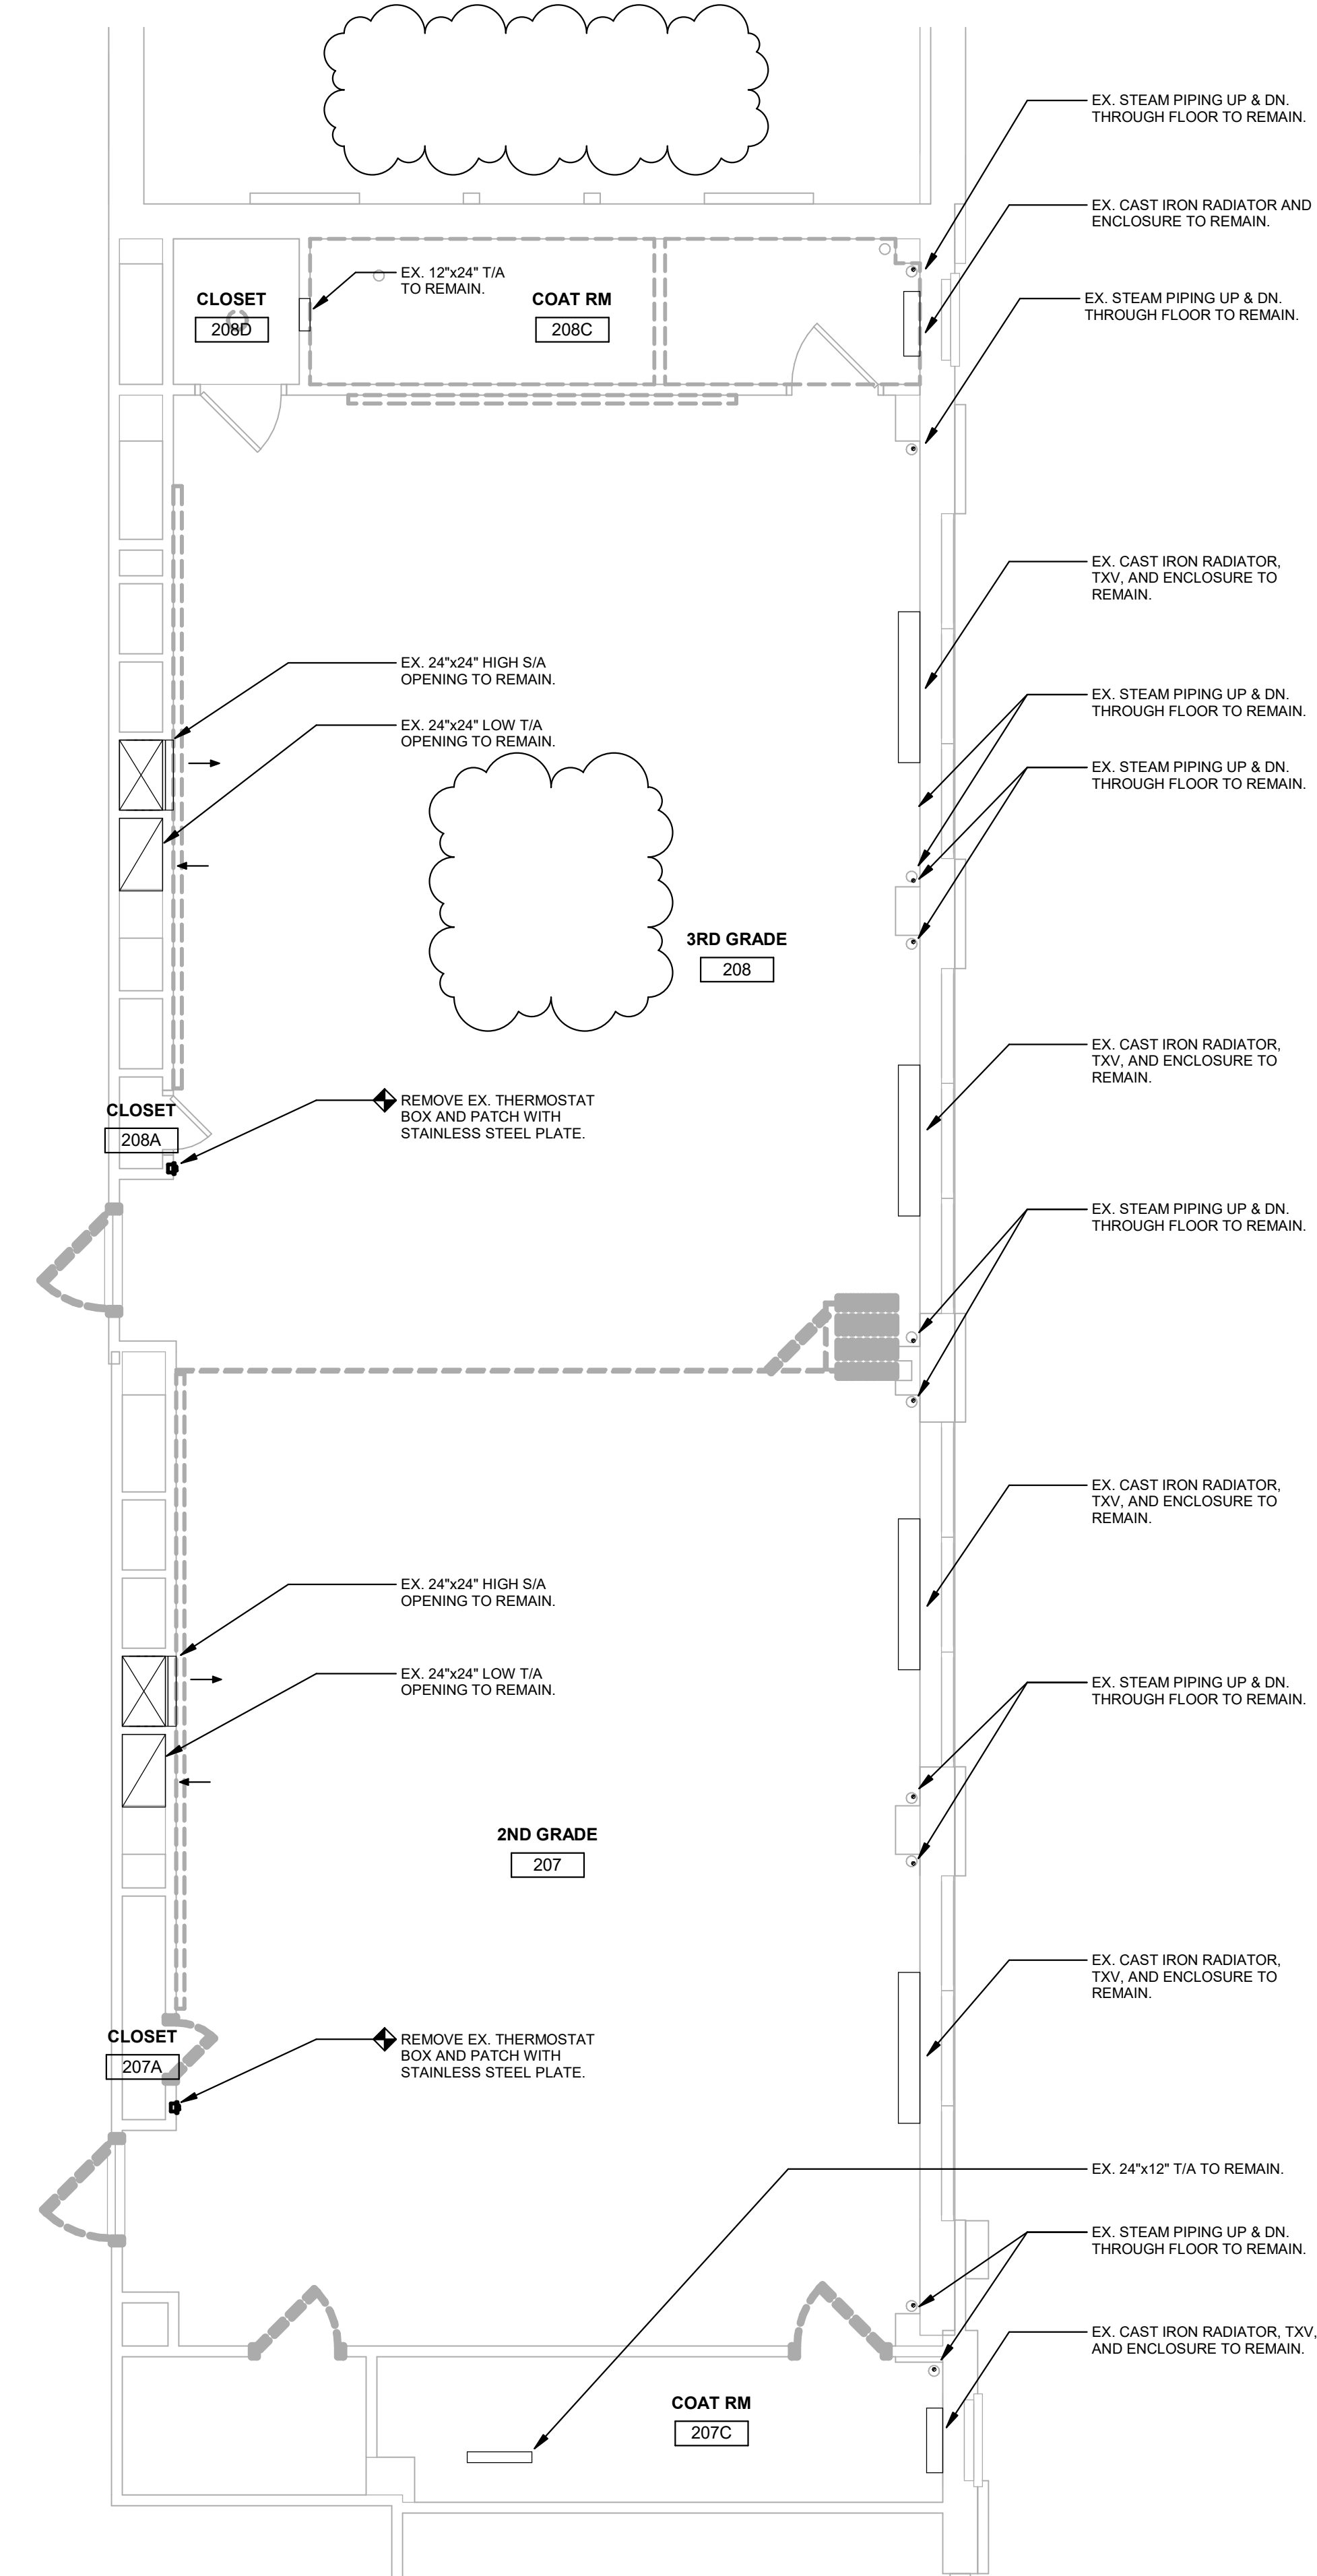 EX. STEAM PIPING UP & DN.
THROUGH FLOOR TO REMAIN.
EX. CAST IRON RADIATOR AND
ENCLOSURE TO REMAIN.
EX. 12"x24" T/A
TO REMAIN.
CLOSET
208D
COAT RM
208C
EX. STEAM PIPING UP & DN.
THROUGH FLOOR TO REMAIN.
EX. CAST IRON RADIATOR,
TXV, AND ENCLOSURE TO
REMAIN.
EX. 24"x24" HIGH S/A
OPENING TO REMAIN.
EX. STEAM PIPING UP & DN.
THROUGH FLOOR TO REMAIN.
EX. 24"x24" LOW T/A
OPENING TO REMAIN.
EX. STEAM PIPING UP & DN.
THROUGH FLOOR TO REMAIN.
3RD GRADE
208
EX. CAST IRON RADIATOR,
TXV, AND ENCLOSURE TO
REMAIN.
REMOVE EX. THERMOSTAT
BOX AND PATCH WITH
STAINLESS STEEL PLATE.
CLOSET
208A
EX. STEAM PIPING UP & DN.
THROUGH FLOOR TO REMAIN.
EX. CAST IRON RADIATOR,
TXV, AND ENCLOSURE TO
REMAIN.
EX. 24"x24" HIGH S/A
OPENING TO REMAIN.
EX. 24"x24" LOW T/A
OPENING TO REMAIN.
EX. STEAM PIPING UP & DN.
THROUGH FLOOR TO REMAIN.
2ND GRADE
207
EX. CAST IRON RADIATOR,
TXV, AND ENCLOSURE TO
REMAIN.
CLOSET
207A
REMOVE EX. THERMOSTAT
BOX AND PATCH WITH
STAINLESS STEEL PLATE.
EX. 24"x12" T/A TO REMAIN.
EX. STEAM PIPING UP & DN.
THROUGH FLOOR TO REMAIN.
EX. CAST IRON RADIATOR, TXV,
AND ENCLOSURE TO REMAIN.
COAT RM
207C